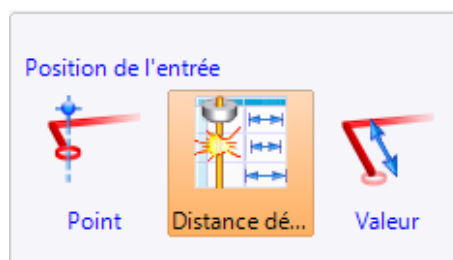 Position de l'entrée
Point
Distance dé...
Valeur